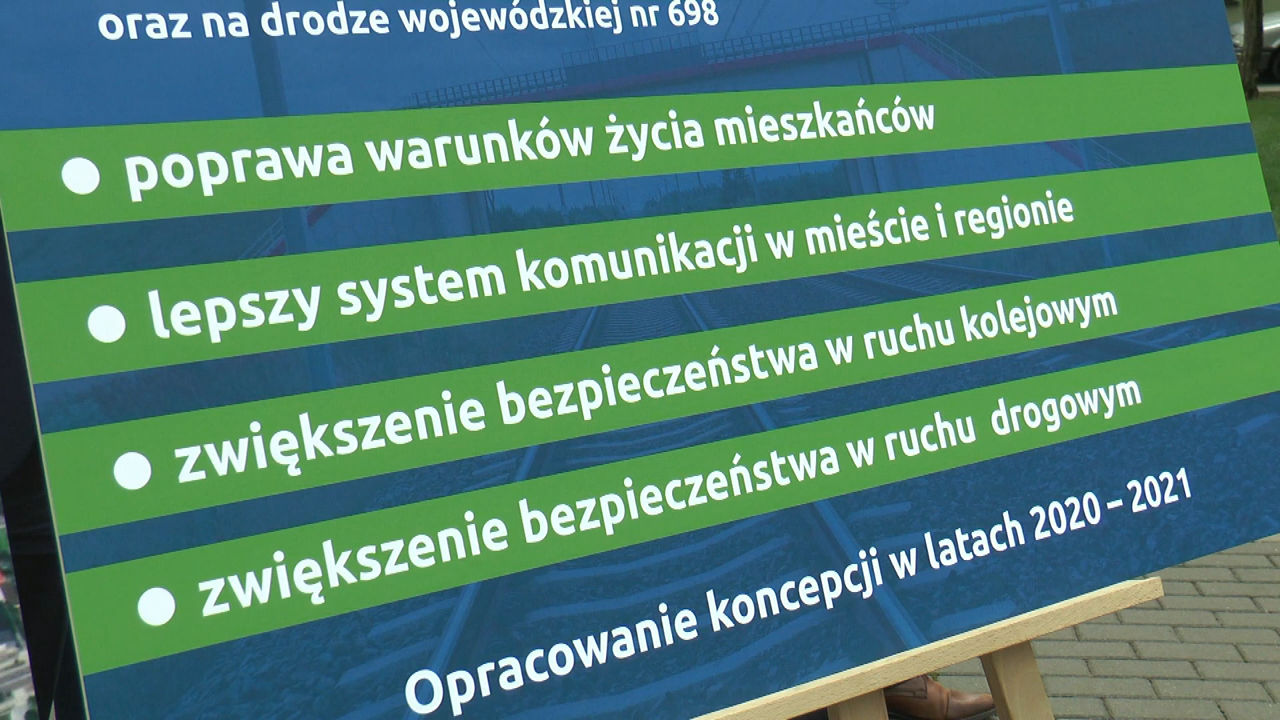 oraz na drodze wojewódzkiej nr 698
● poprawa warunków życia mieszkańców
● lepszy system komunikacji w mieście i regionie
● zwiększenie bezpieczeństwa w ruchu kolejowym
● zwiększenie bezpieczeństwa w ruchu drogowym
Opracowanie koncepcji w latach 2020 – 2021